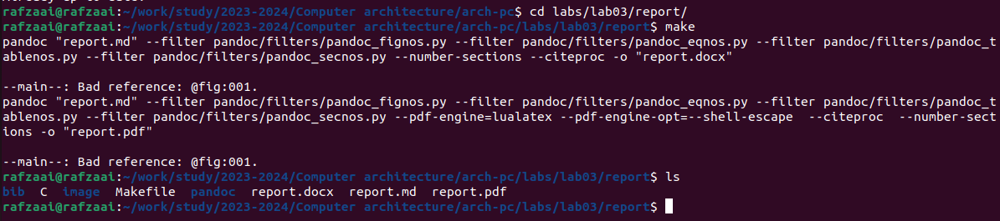 rafzaai@rafzaai:~/work/study/2023-2024/Computer architecture/arch-pc$ cd labs/lab03/report/
rafzaai@rafzaai:~/work/study/2023-2024/Computer architecture/arch-pc/labs/lab03/report$ make
pandoc "report.md" --filter pandoc/filters/pandoc_fignos.py --filter pandoc/filters/pandoc_eqnos.py --filter pandoc/filters/pandoc_t
ablenos.py --filter pandoc/filters/pandoc_secnos.py --number-sections --citeproc -o "report.docx"
--main--: Bad reference: @fig:001.
pandoc "report.md" --filter pandoc/filters/pandoc_fignos.py --filter pandoc/filters/pandoc_eqnos.py --filter pandoc/filters/pandoc_t
ablenos.py --filter pandoc/filters/pandoc_secnos.py --pdf-engine=lualatex --pdf-engine-opt=--shell-escape  --citeproc  --number-sect
ions -o "report.pdf"
--main--: Bad reference: @fig:001.
rafzaai@rafzaai:~/work/study/2023-2024/Computer architecture/arch-pc/labs/lab03/report$ ls
bib  C  image  Makefile  pandoc  report.docx  report.md  report.pdf
rafzaai@rafzaai:~/work/study/2023-2024/Computer architecture/arch-pc/labs/lab03/report$